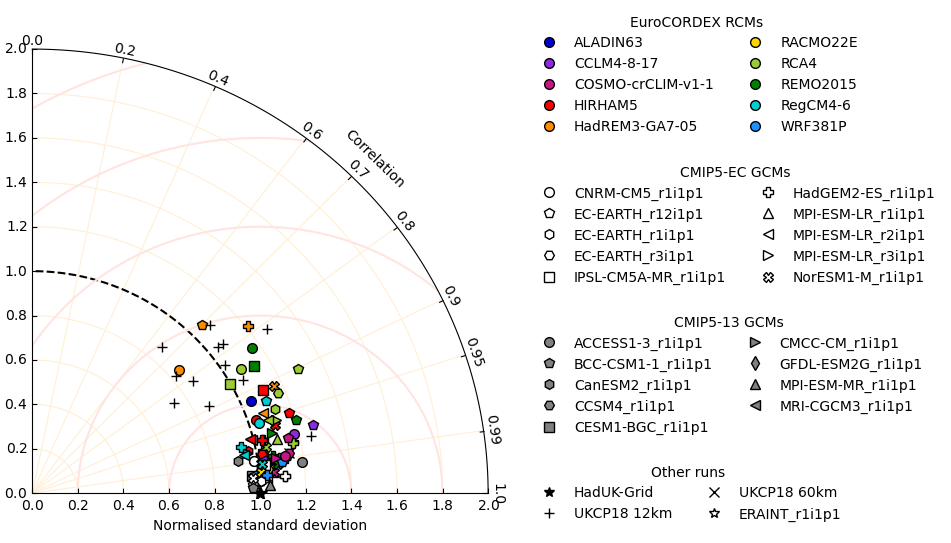 0.0
0.2
0.4
0.6
Correlation
0.7
0.8
0.9
0.95
0.99
1.0
2.0
1.8
1.6
1.4
1.2
1.0
0.8
0.6
0.4
0.2
0.0
0.0 0.2 0.4 0.6 0.8 1.0 1.2 1.4 1.6 1.8 2.0
Normalised standard deviation
EuroCORDEX RCMs
ALADIN63 RACMO22E
CCLM4-8-17 RCA4
COSMO-crCLIM-v1-1 REMO2015
HIRHAM5 RegCM4-6
HadREM3-GA7-05 WRF381P
CMIP5-EC GCMs
CNRM-CM5_r1i1p1 HadGEM2-ES_r1i1p1
EC-EARTH_r12i1p1 MPI-ESM-LR_r1i1p1
EC-EARTH_r1i1p1 MPI-ESM-LR_r2i1p1
EC-EARTH_r3i1p1 MPI-ESM-LR_r3i1p1
IPSL-CM5A-MR_r1i1p1 NorESM1-M_r1i1p1
CMIP5-13 GCMs
ACCESS1-3_r1i1p1 CMCC-CM_r1i1p1
BCC-CSM1-1_r1i1p1 GFDL-ESM2G_r1i1p1
CanESM2_r1i1p1 MPI-ESM-MR_r1i1p1
CCSM4_r1i1p1 MRI-CGCM3_r1i1p1
CESM1-BGC_r1i1p1
Other runs
HadUK-Grid UKCP18 60km
UKCP18 12km ERAINT_r1i1p1